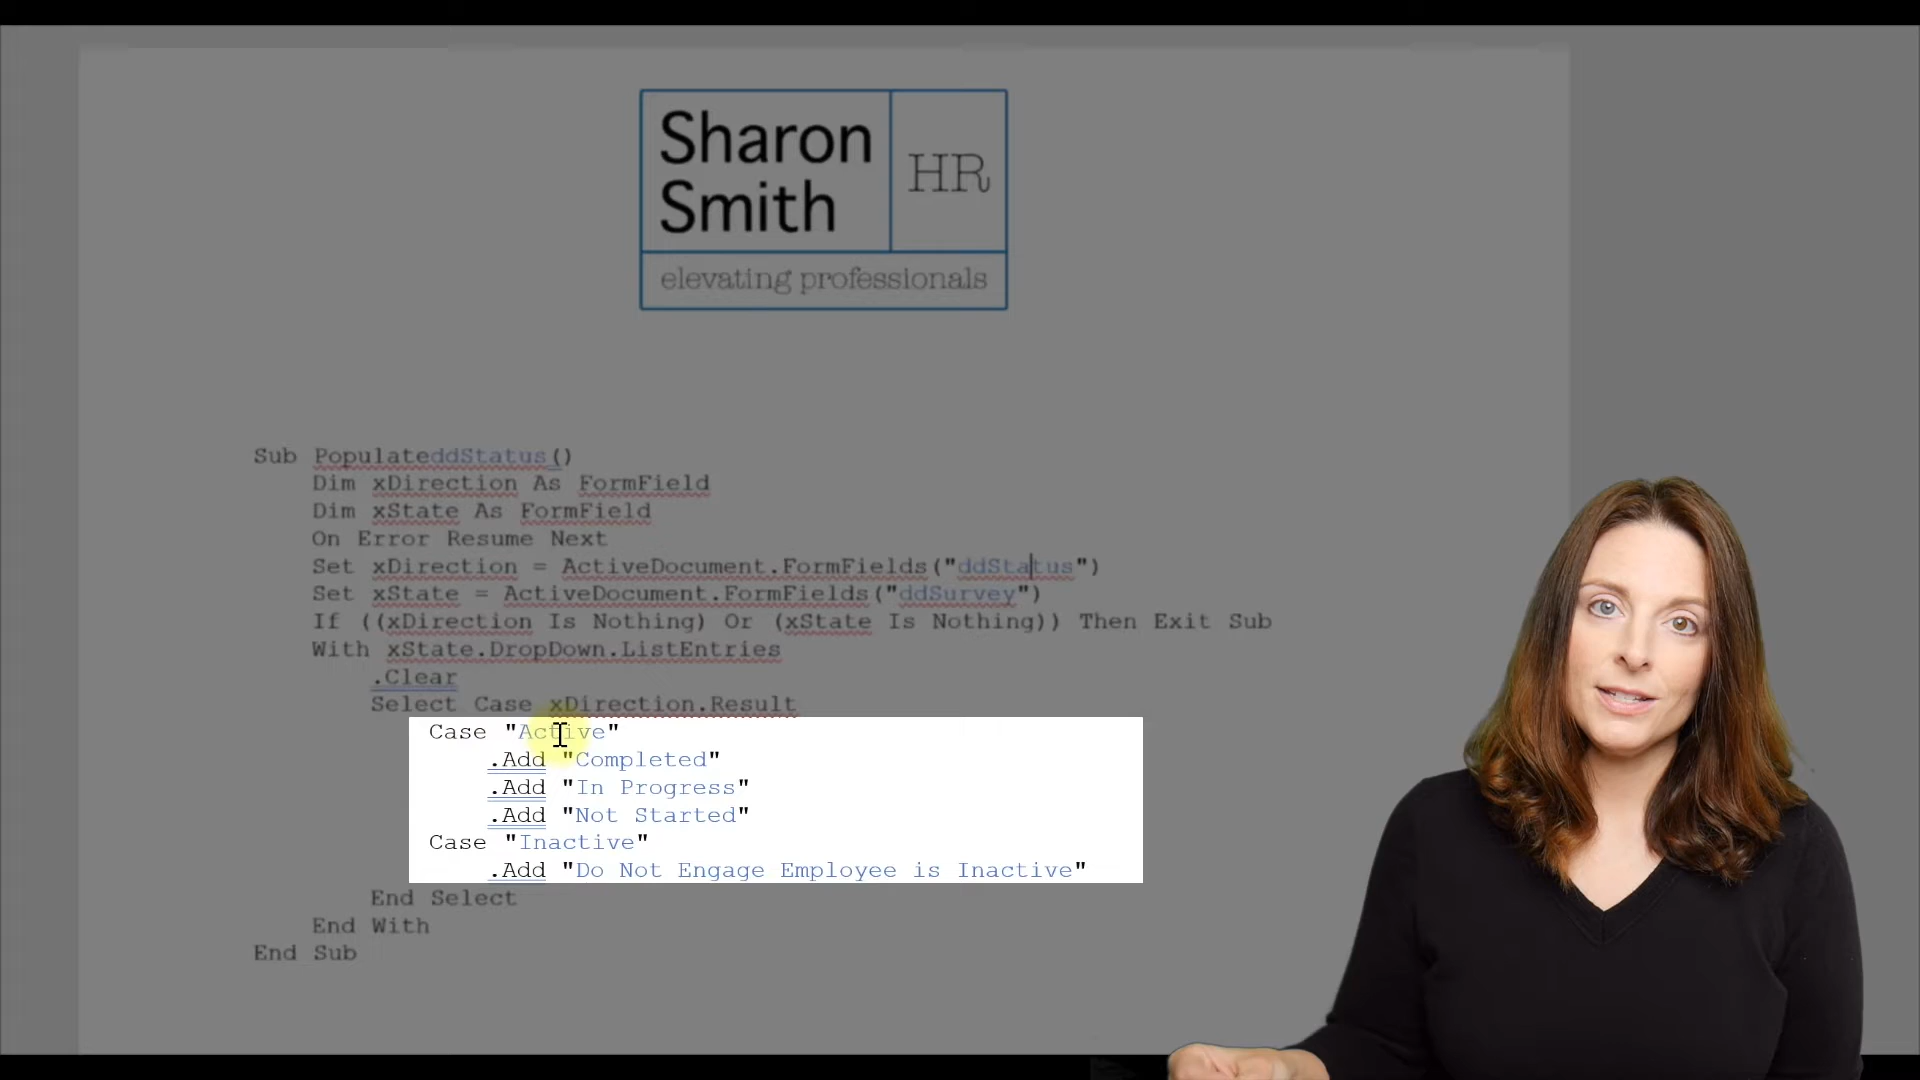 Sharon
Smith
HR
elevating professionals
Sub PopulateddStatus()
Dim xDirection As FormField
Dim xState As FormField
On Error Resume Next
Set xDirection = ActiveDocument.FormFields("ddStatus")
Set xState = ActiveDocument.FormFields("ddSurvey")
If ((xDirection Is Nothing) Or (xState Is Nothing)) Then Exit Sub
With xState.DropDown.ListEntries
.Clear
Select Case xDirection.Result
Case "Active"
.Add "Completed"
.Add "In Progress"
.Add "Not Started"
Case "Inactive"
.Add "Do Not Engage Employee is Inactive"
End Select
End With
End Sub